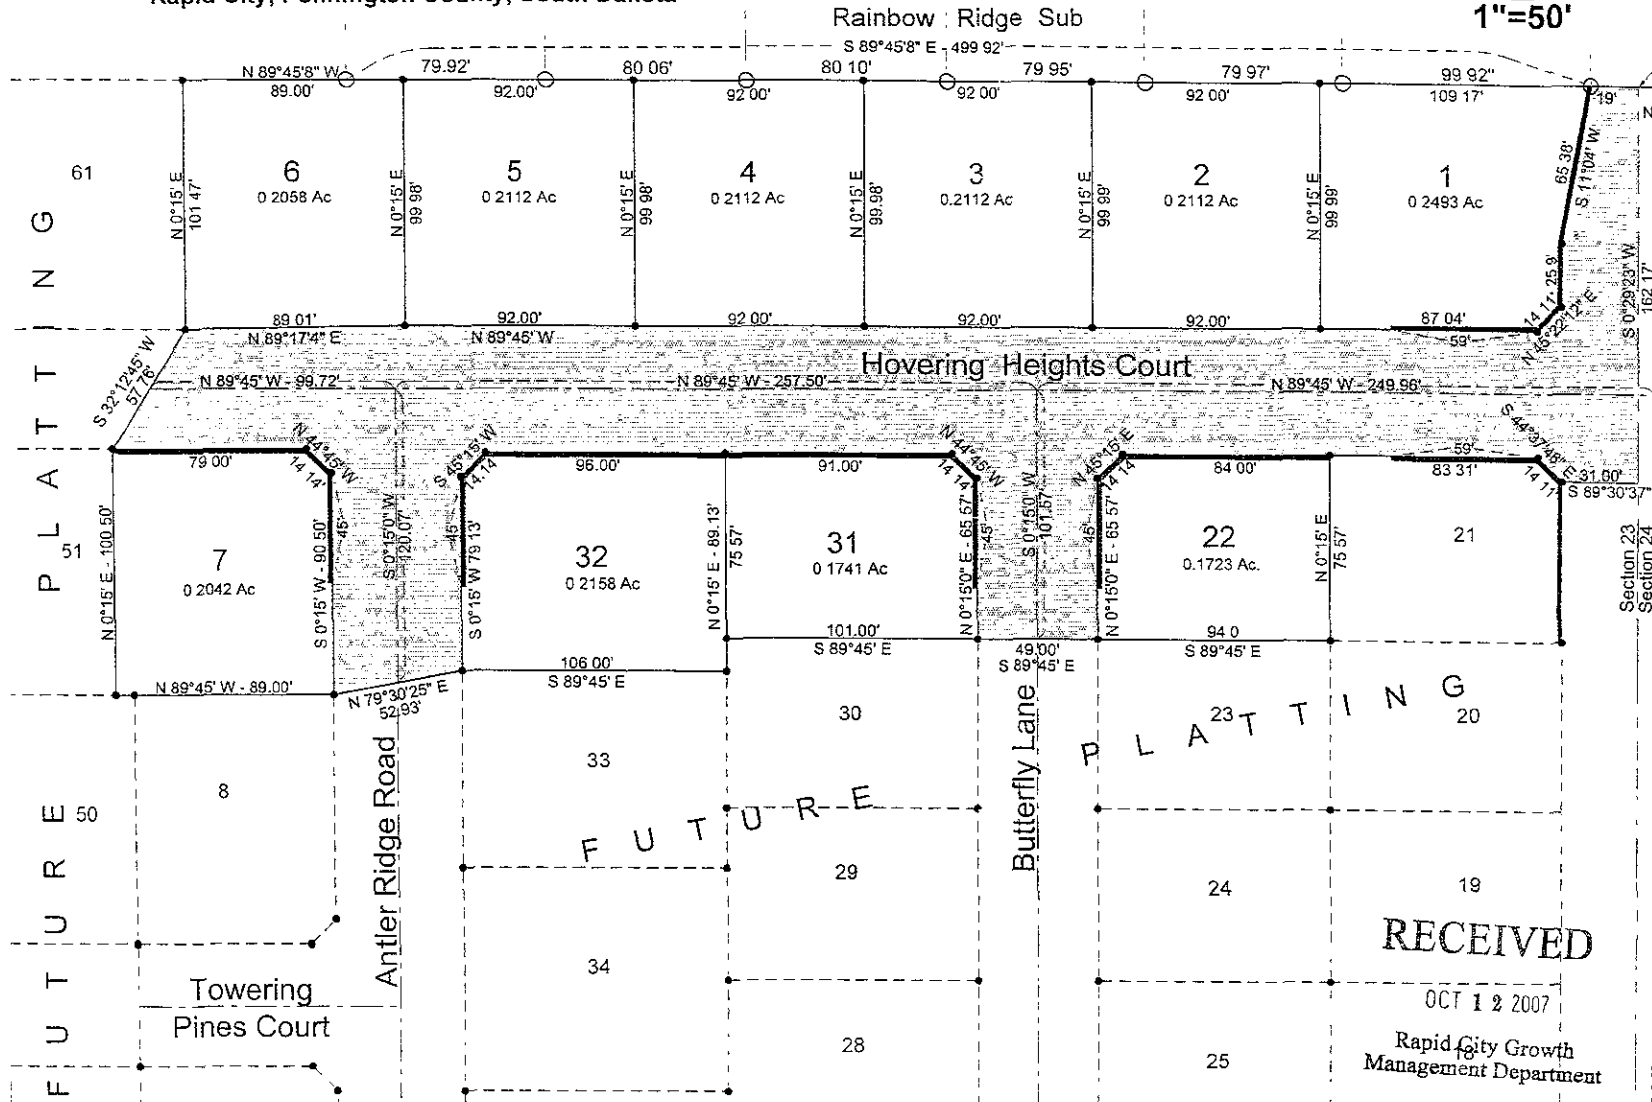 Rainbow Ridge Sub
1"=50'
S 89°45'8" E - 499 92'
N 89°45'8" W
79.92'
80 06'
80 10'
79 95'
79 97'
99 92"
89.00'
92.00'
92 00'
92 00'
92 00'
109 17'
19'
61
6
0 2058 Ac
5
0 2112 Ac
4
0 2112 Ac
3
0.2112 Ac
2
0 2112 Ac
1
0 2493 Ac
N 0°15' E
101 47'
N 0°15' E
99 98'
N 0°15' E
99 98'
N 0°15' E
99.98'
N 0°15' E
99 99'
N 0°15' E
99 99'
65 38'
S 11°04' W
25 9'
14 11'
N 45°22'12" E
S 0°29'23" W
162 17'
89 01'
N 89°17'4" E
92.00'
N 89°45' W
92.00'
92.00'
92.00'
87 04'
59'
Hovering Heights Court
S 32°12'45" W
57.76'
N 89°45' W - 99.72'
N 89°45' W - 257.50'
N 89°45' W - 249.96'
79 00'
N 44°45' W
14 14
S 45°15' W
14.14
96.00'
91.00'
N 44°45' W
14 14
N 45°15' E
14 14
84 00'
59'
83 31'
S 44°37'48" E
14 11'
31.00'
S 89°30'37"
51
N 0°15' E - 100 50'
7
0 2042 Ac
S 0°15' W - 90 50'
45'
S 0°15'0" W
120.07'
45'
S 0°15' W 79 13'
32
0 2158 Ac
N 0°15' E - 89.13'
75 57'
31
0 1741 Ac
N 0°15'0" E - 65 57'
45'
S 0°15'0" W
101.57'
45'
N 0°15'0" E - 65 57'
22
0.1723 Ac.
N 0°15' E
75 57'
21
Section 23
Section 24
101.00'
S 89°45' E
49.00'
S 89°45' E
94 0
S 89°45' E
106 00'
S 89°45' E
N 89°45' W - 89.00'
N 79°30'25" E
52.93'
30
23
20
33
8
50
29
24
19
34
28
25
18
FUTURE PLATTING
FUTURE PLATTING
Antler Ridge Road
Butterfly Lane
Towering
Pines Court
RECEIVED
OCT 12 2007
Rapid City Growth
Management Department